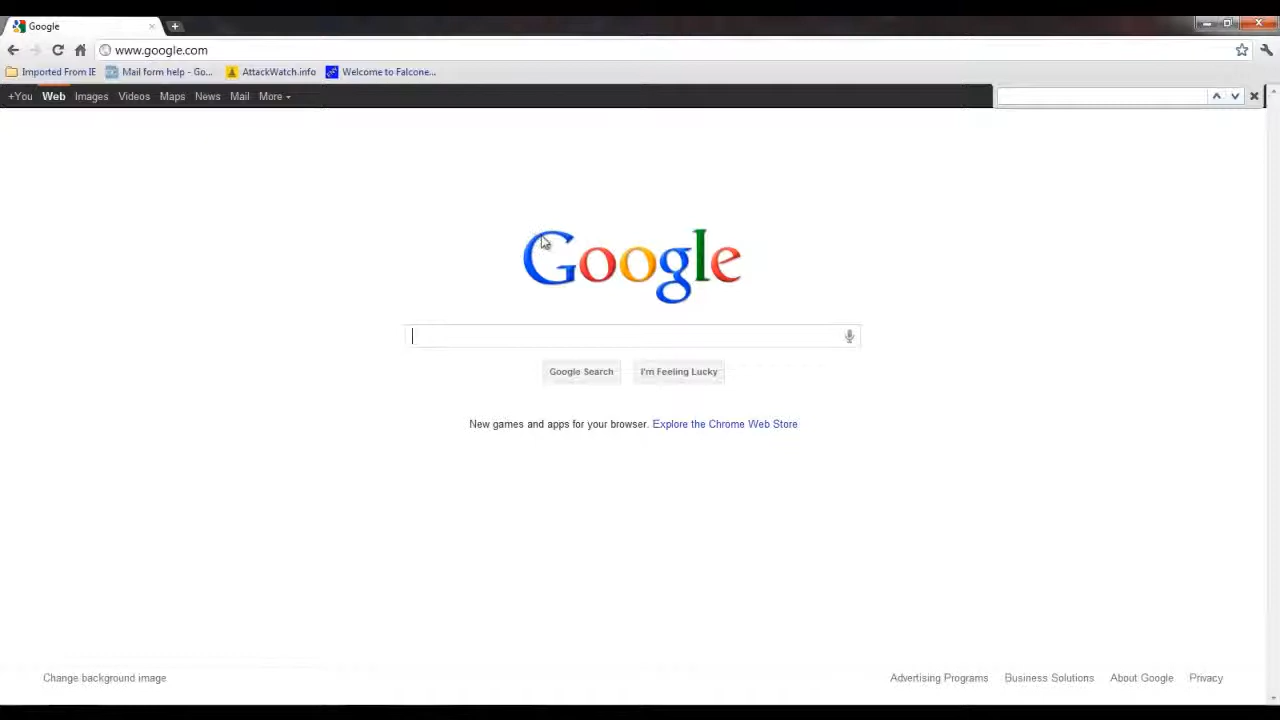 Google
www.google.com
Imported From IE Mail form help - Go... AttackWatch.info Welcome to Falcone...
+You Web Images Videos Maps News Mail More
Google
Google Search I'm Feeling Lucky
New games and apps for your browser. Explore the Chrome Web Store
Change background image Advertising Programs Business Solutions About Google Privacy